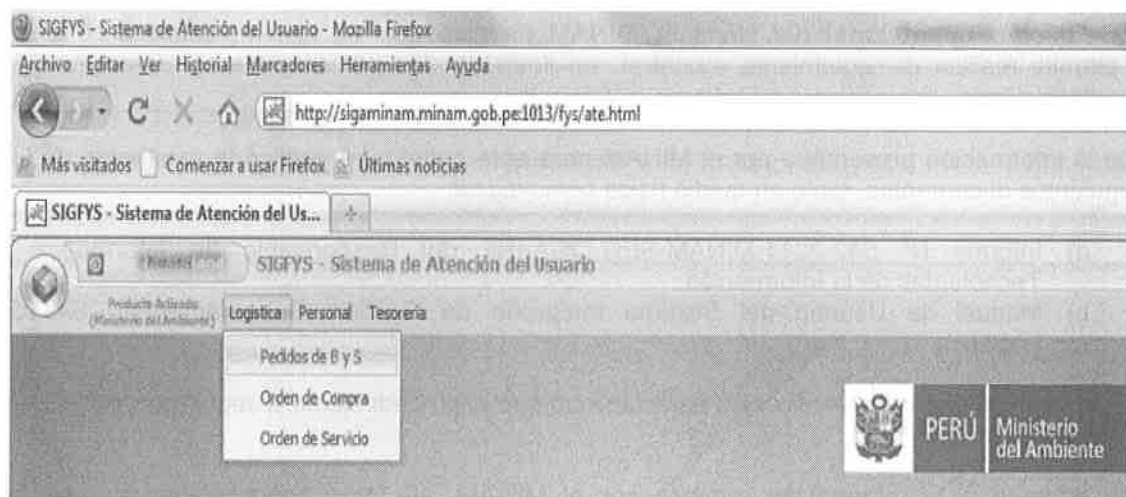 SIGFYS - Sistema de Atención del Usuario - Mozilla Firefox
Archivo Editar Ver Historial Marcadores Herramientas Ayuda
http://sigaminam.minam.gob.pe:1013/fys/ate.html
Más visitados Comenzar a usar Firefox Últimas noticias
SIGFYS - Sistema de Atención del Us...
SIGFYS - Sistema de Atención del Usuario
Producto Activado
(Ministerio del Ambiente)
Logistica Personal Tesoreria
Pedidos de B y S
Orden de Compra
Orden de Servicio
PERÚ
Ministerio
del Ambiente